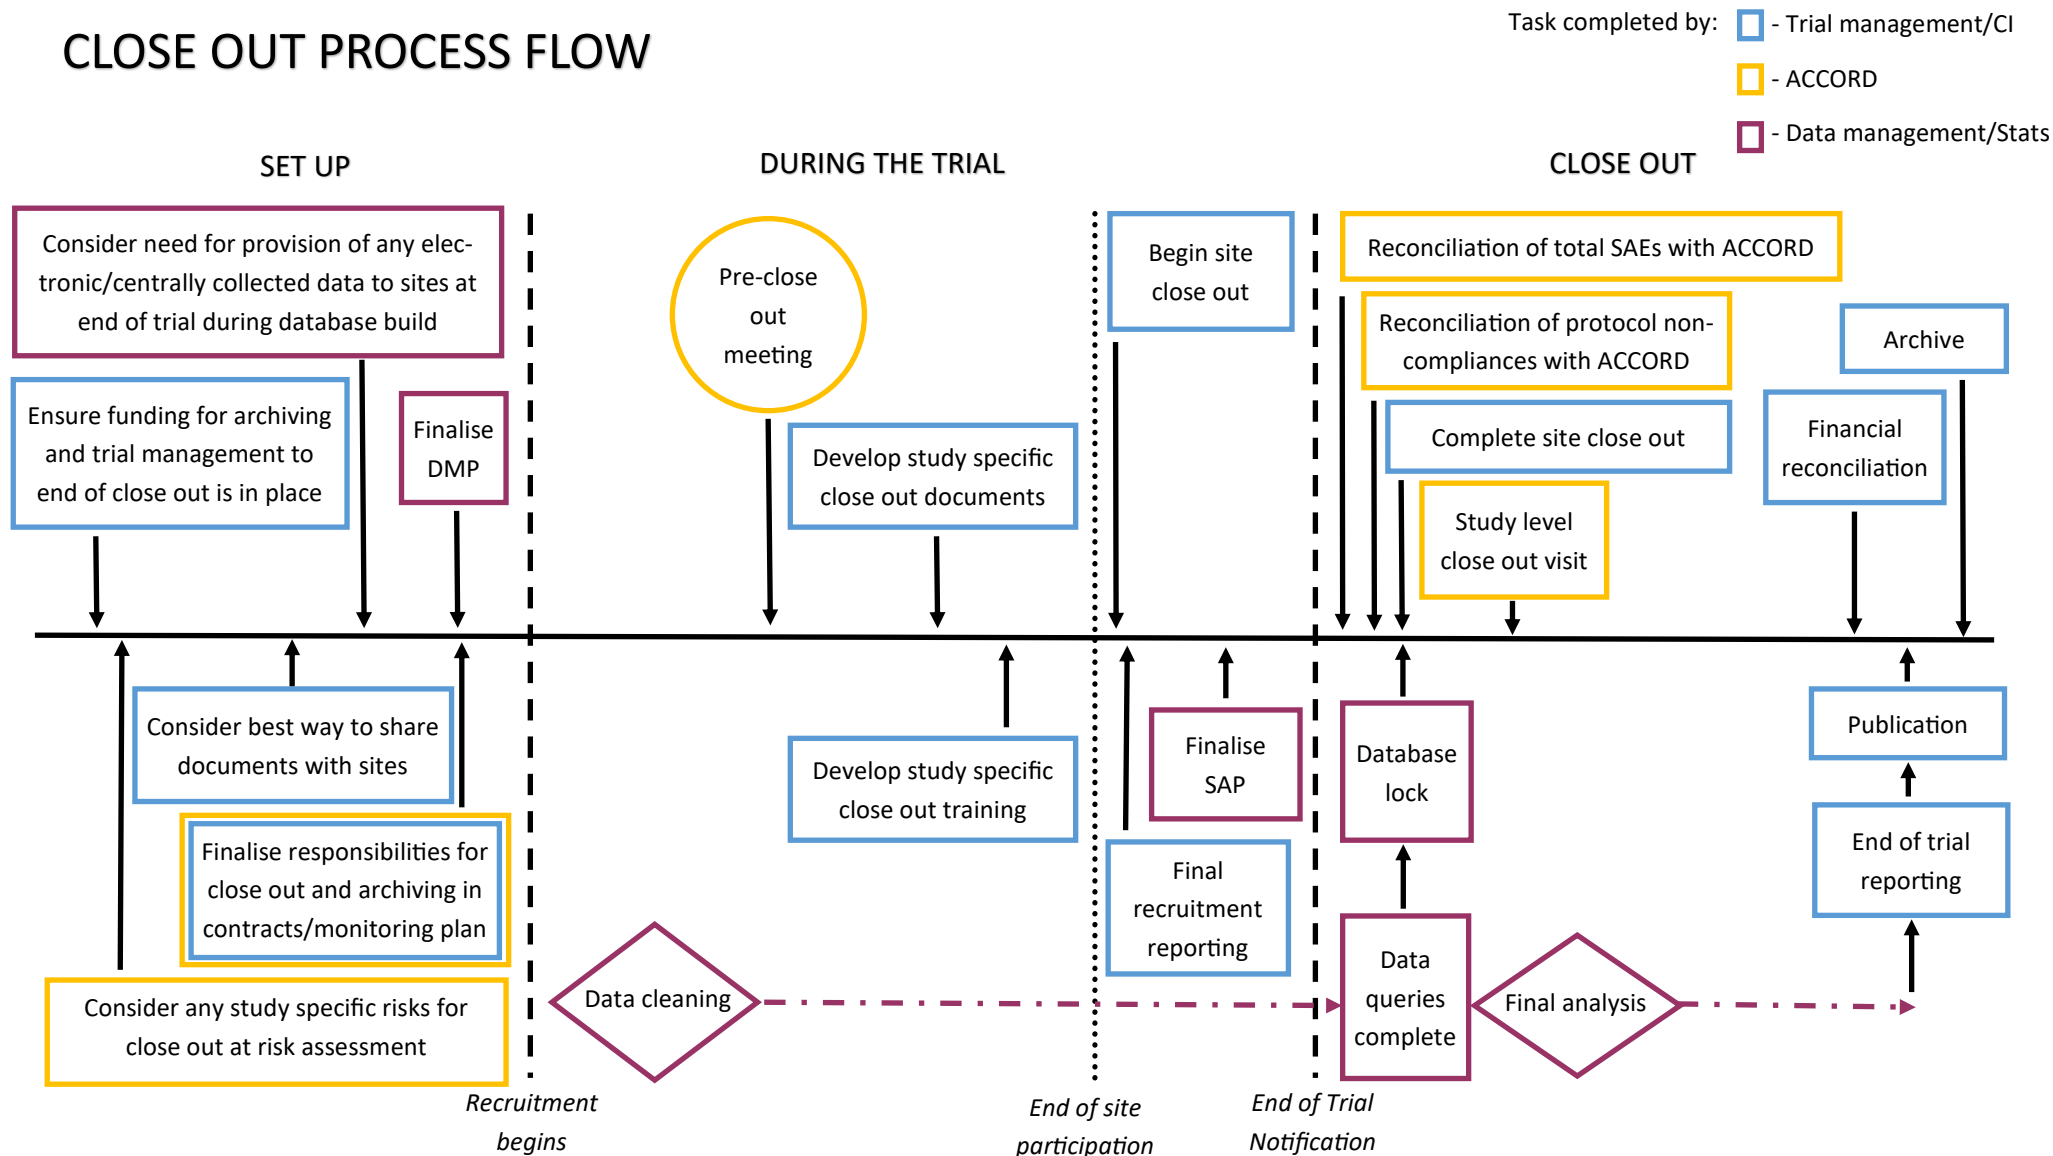 CLOSE OUT PROCESS FLOW
Task completed by:
- Trial management/CI
- ACCORD
- Data management/Stats
SET UP
DURING THE TRIAL
CLOSE OUT
Consider need for provision of any elec-
tronic/centrally collected data to sites at
end of trial during database build
Ensure funding for archiving
and trial management to
end of close out is in place
Finalise
DMP
Pre-close
out
meeting
Develop study specific
close out documents
Begin site
close out
Reconciliation of total SAEs with ACCORD
Reconciliation of protocol non-
compliances with ACCORD
Complete site close out
Study level
close out visit
Financial
reconciliation
Archive
Consider best way to share
documents with sites
Finalise responsibilities for
close out and archiving in
contracts/monitoring plan
Consider any study specific risks for
close out at risk assessment
Data cleaning
Develop study specific
close out training
Final
recruitment
reporting
Finalise
SAP
Database
lock
Data
queries
complete
Final analysis
Publication
End of trial
reporting
Recruitment
begins
End of site
participation
End of Trial
Notification